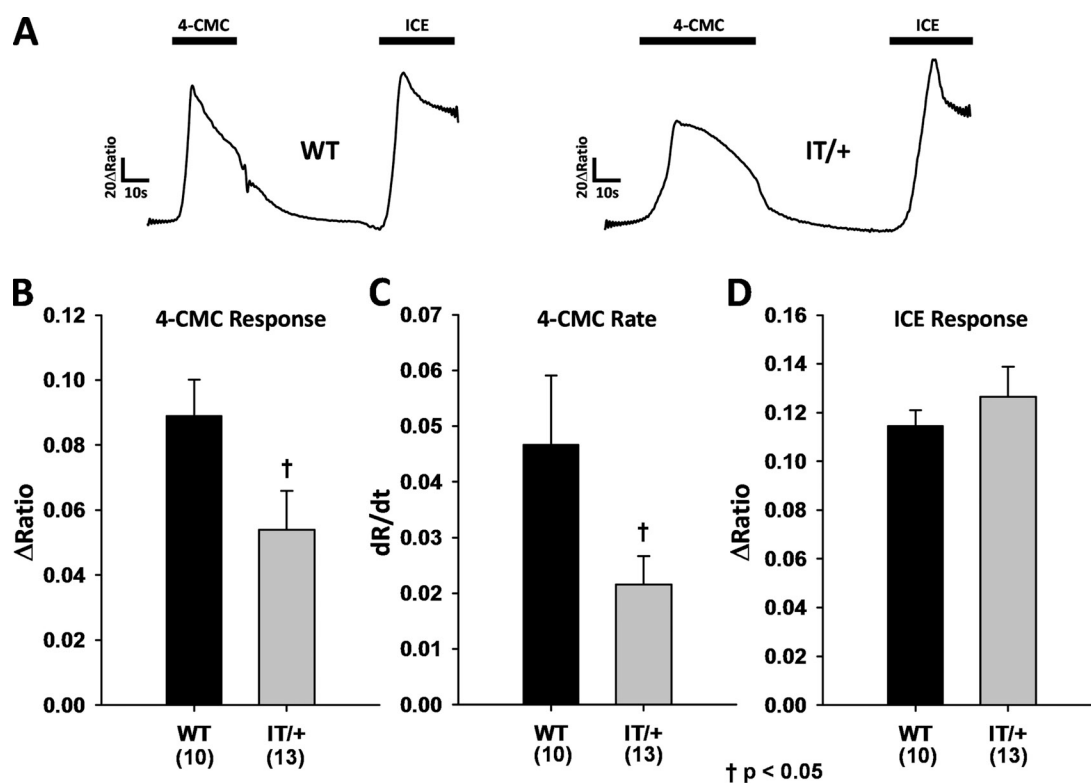 A
4-CMC
ICE
WT
20ΔRatio
10s
4-CMC
ICE
IT/+
20ΔRatio
10s
B
4-CMC Response
ΔRatio
0.12
0.10
0.08
0.06
0.04
0.02
0.00
†
WT
(10)
IT/+
(13)
C
4-CMC Rate
dR/dt
0.07
0.06
0.05
0.04
0.03
0.02
0.01
0.00
†
WT
(10)
IT/+
(13)
D
ICE Response
ΔRatio
0.16
0.14
0.12
0.10
0.08
0.06
0.04
0.02
0.00
WT
(10)
IT/+
(13)
† p < 0.05